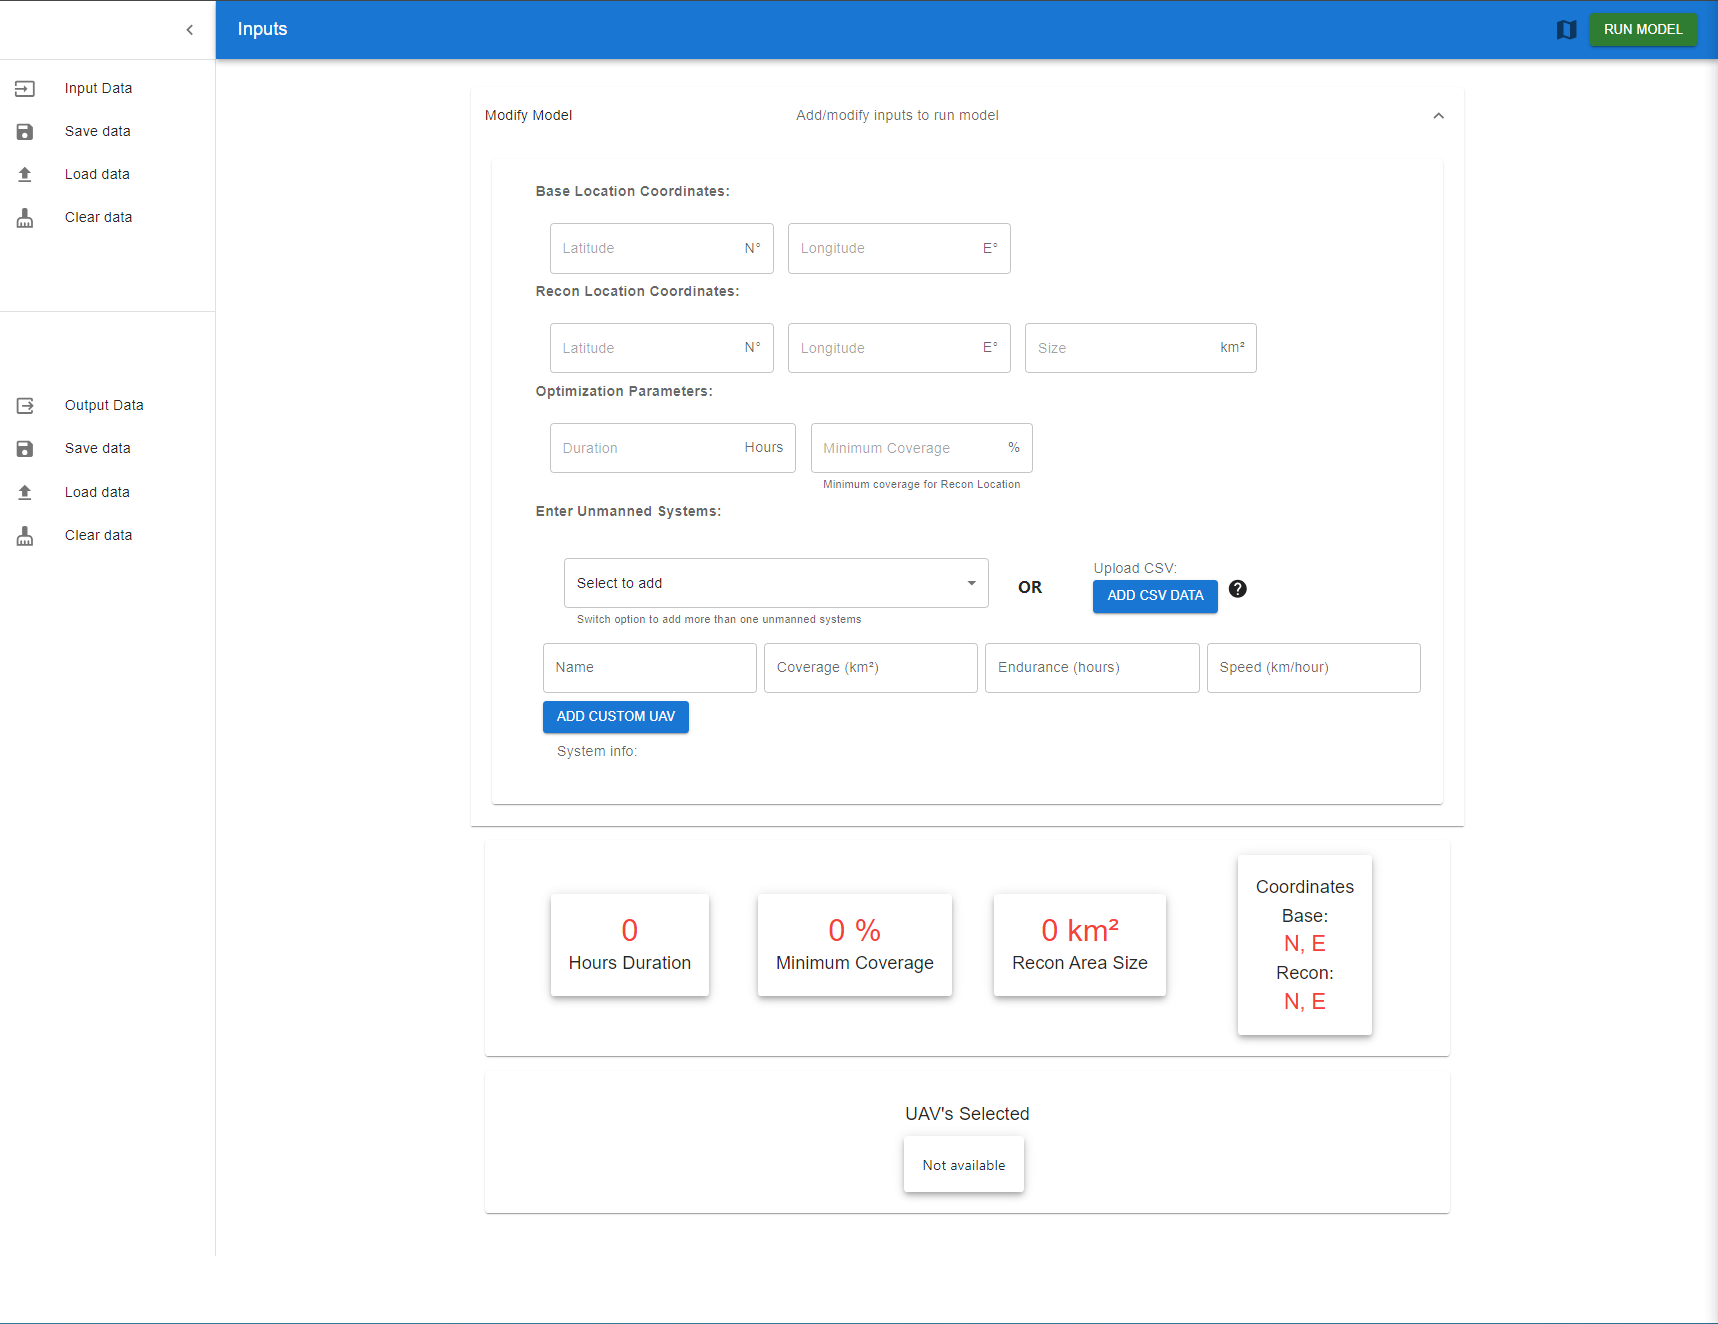 Inputs
RUN MODEL
Input Data
Save data
Load data
Clear data
Output Data
Save data
Load data
Clear data
Modify Model
Add/modify inputs to run model
Base Location Coordinates:
Latitude N°
Longitude E°
Recon Location Coordinates:
Latitude N°
Longitude E°
Size km²
Optimization Parameters:
Duration Hours
Minimum Coverage %
Minimum coverage for Recon Location
Enter Unmanned Systems:
Select to add
Switch option to add more than one unmanned systems
OR
Upload CSV:
ADD CSV DATA
?
Name
Coverage (km²)
Endurance (hours)
Speed (km/hour)
ADD CUSTOM UAV
System info:
0
Hours Duration
0 %
Minimum Coverage
0 km²
Recon Area Size
Coordinates
Base:
N, E
Recon:
N, E
UAV's Selected
Not available